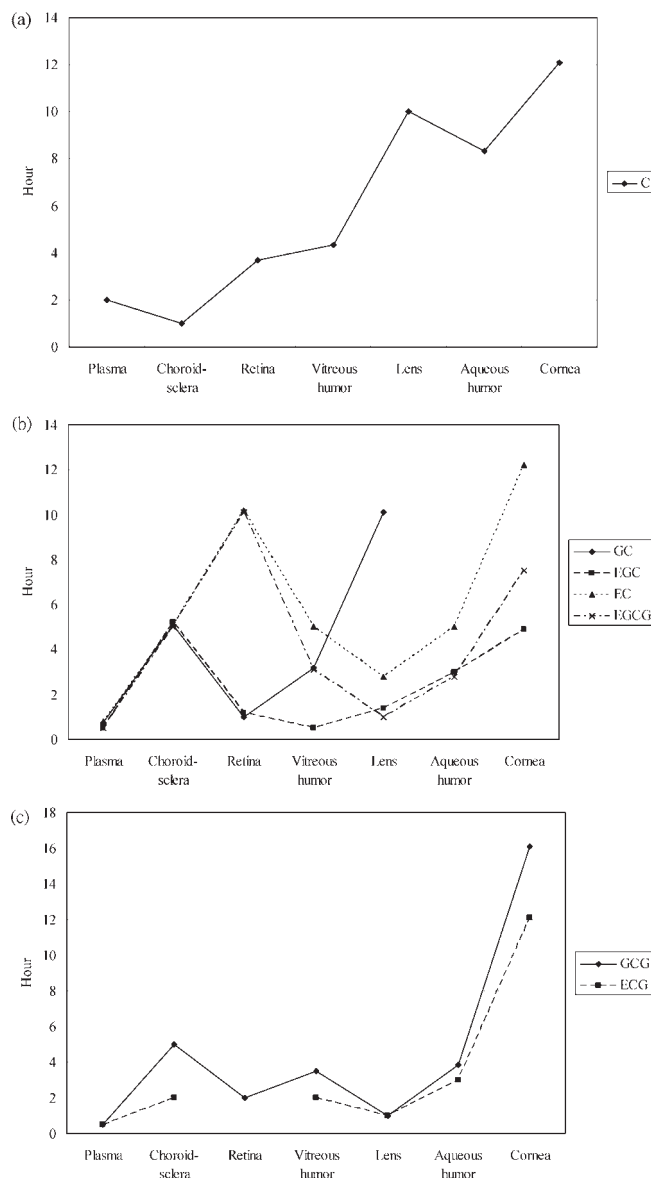 (a)
14
12
10
8
6
4
2
0
Hour
Plasma
Choroid-
sclera
Retina
Vitreous
humor
Lens
Aqueous
humor
Cornea
C
(b)
14
12
10
8
6
4
2
0
Hour
Plasma
Choroid-
sclera
Retina
Vitreous
humor
Lens
Aqueous
humor
Cornea
GC
EGC
EC
EGCG
(c)
18
16
14
12
10
8
6
4
2
0
Hour
Plasma
Choroid-
sclera
Retina
Vitreous
humor
Lens
Aqueous
humor
Cornea
GCG
ECG